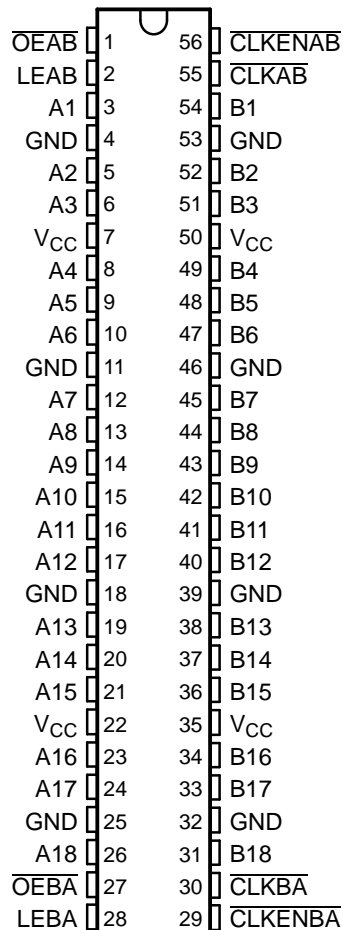 OEAB 1 56 CLKENAB
LEAB 2 55 CLKAB
A1 3 54 B1
GND 4 53 GND
A2 5 52 B2
A3 6 51 B3
VCC 7 50 VCC
A4 8 49 B4
A5 9 48 B5
A6 10 47 B6
GND 11 46 GND
A7 12 45 B7
A8 13 44 B8
A9 14 43 B9
A10 15 42 B10
A11 16 41 B11
A12 17 40 B12
GND 18 39 GND
A13 19 38 B13
A14 20 37 B14
A15 21 36 B15
VCC 22 35 VCC
A16 23 34 B16
A17 24 33 B17
GND 25 32 GND
A18 26 31 B18
OEBA 27 30 CLKBA
LEBA 28 29 CLKENBA